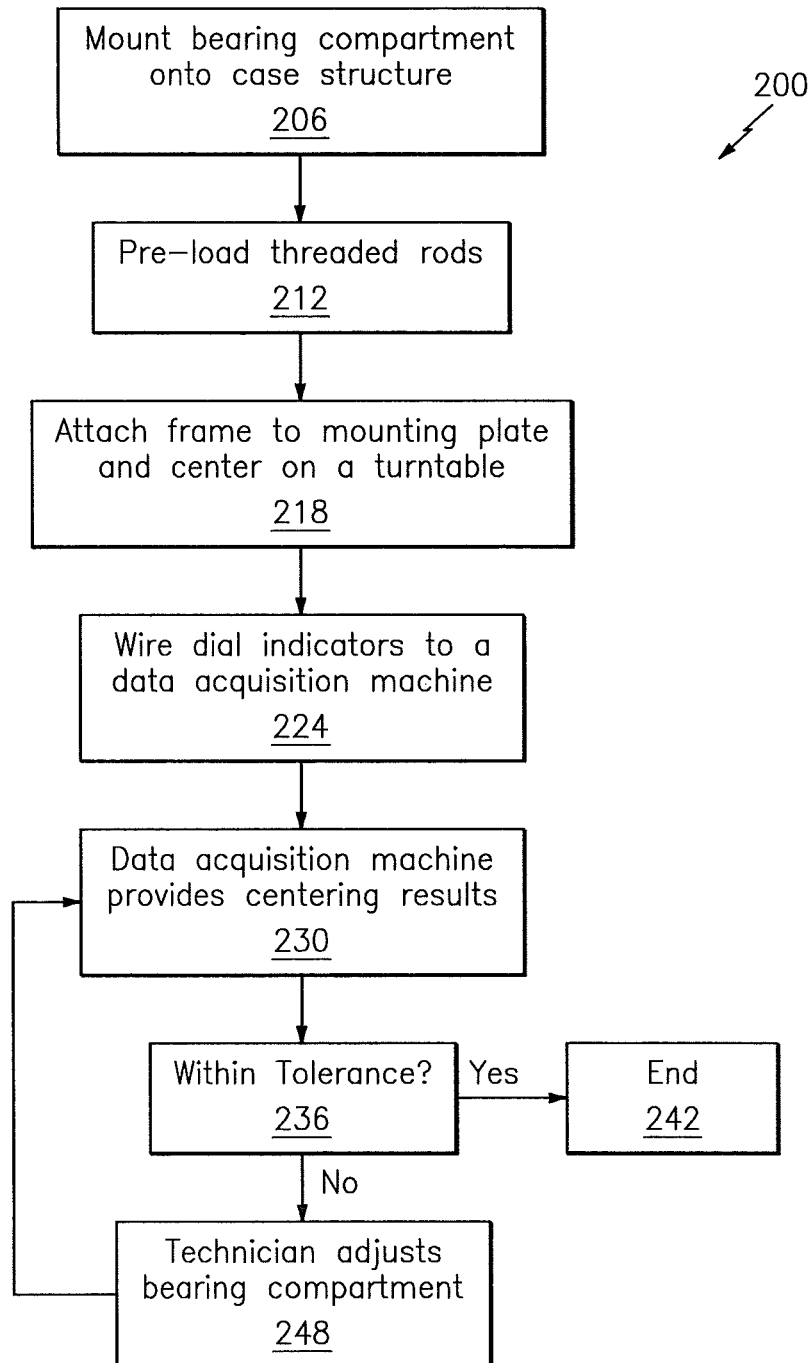 Mount bearing compartment
onto case structure
206
200
Pre-load threaded rods
212
Attach frame to mounting plate
and center on a turntable
218
Wire dial indicators to a
data acquisition machine
224
Data acquisition machine
provides centering results
230
Within Tolerance?
236
Yes
End
242
No
Technician adjusts
bearing compartment
248